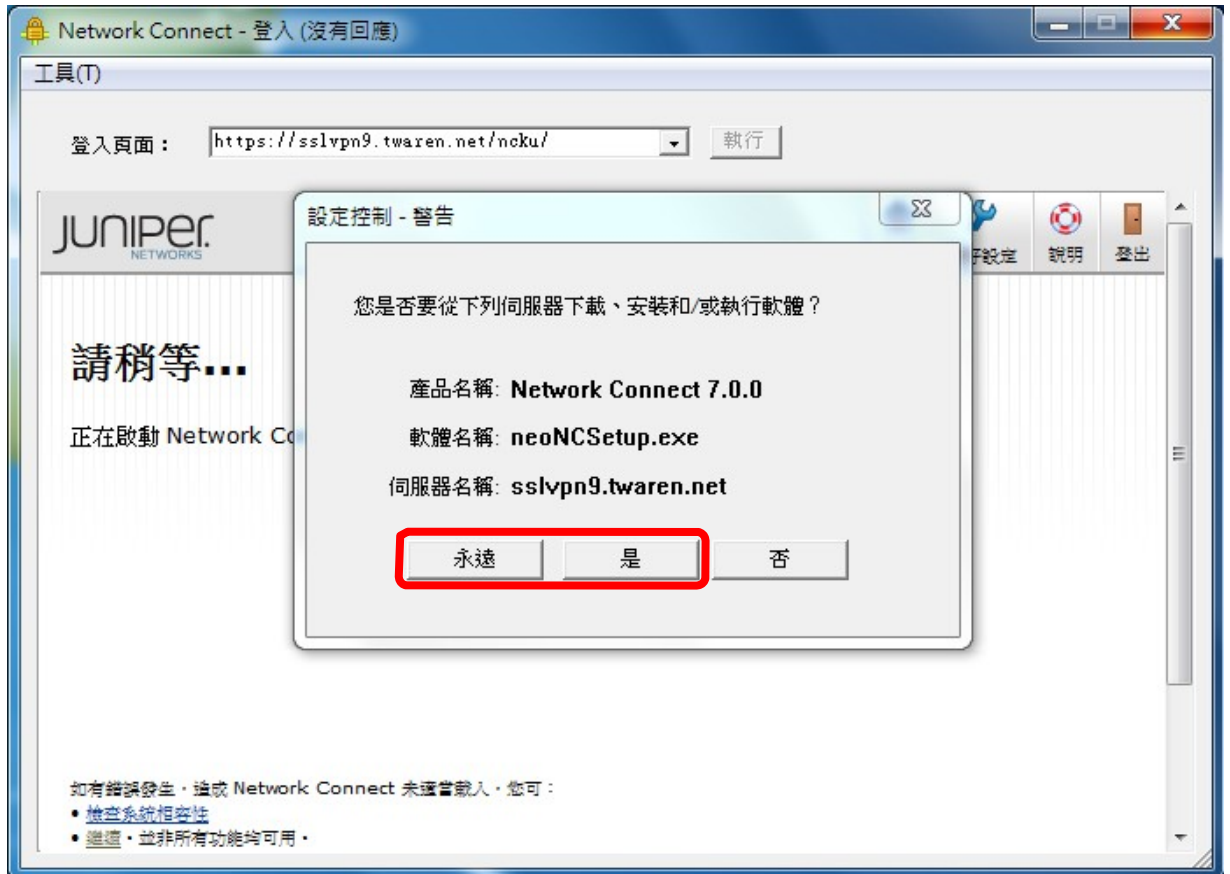 Network Connect - 登入 (沒有回應)
工具(T)
登入頁面： https://sslvpn9.twaren.net/ncku/ 執行
JUNIPER
NETWORKS
說明 登出
設定控制 - 警告
您是否要從下列伺服器下載、安裝和/或執行軟體？
產品名稱: Network Connect 7.0.0
軟體名稱: neoNCSetup.exe
伺服器名稱: sslvpn9.twaren.net
永遠 是 否
請稍等...
正在啟動 Network Co
如有錯誤發生，造成 Network Connect 未適當載入，您可：
• 檢查系統相容性
• 繼續，並非所有功能均可用。